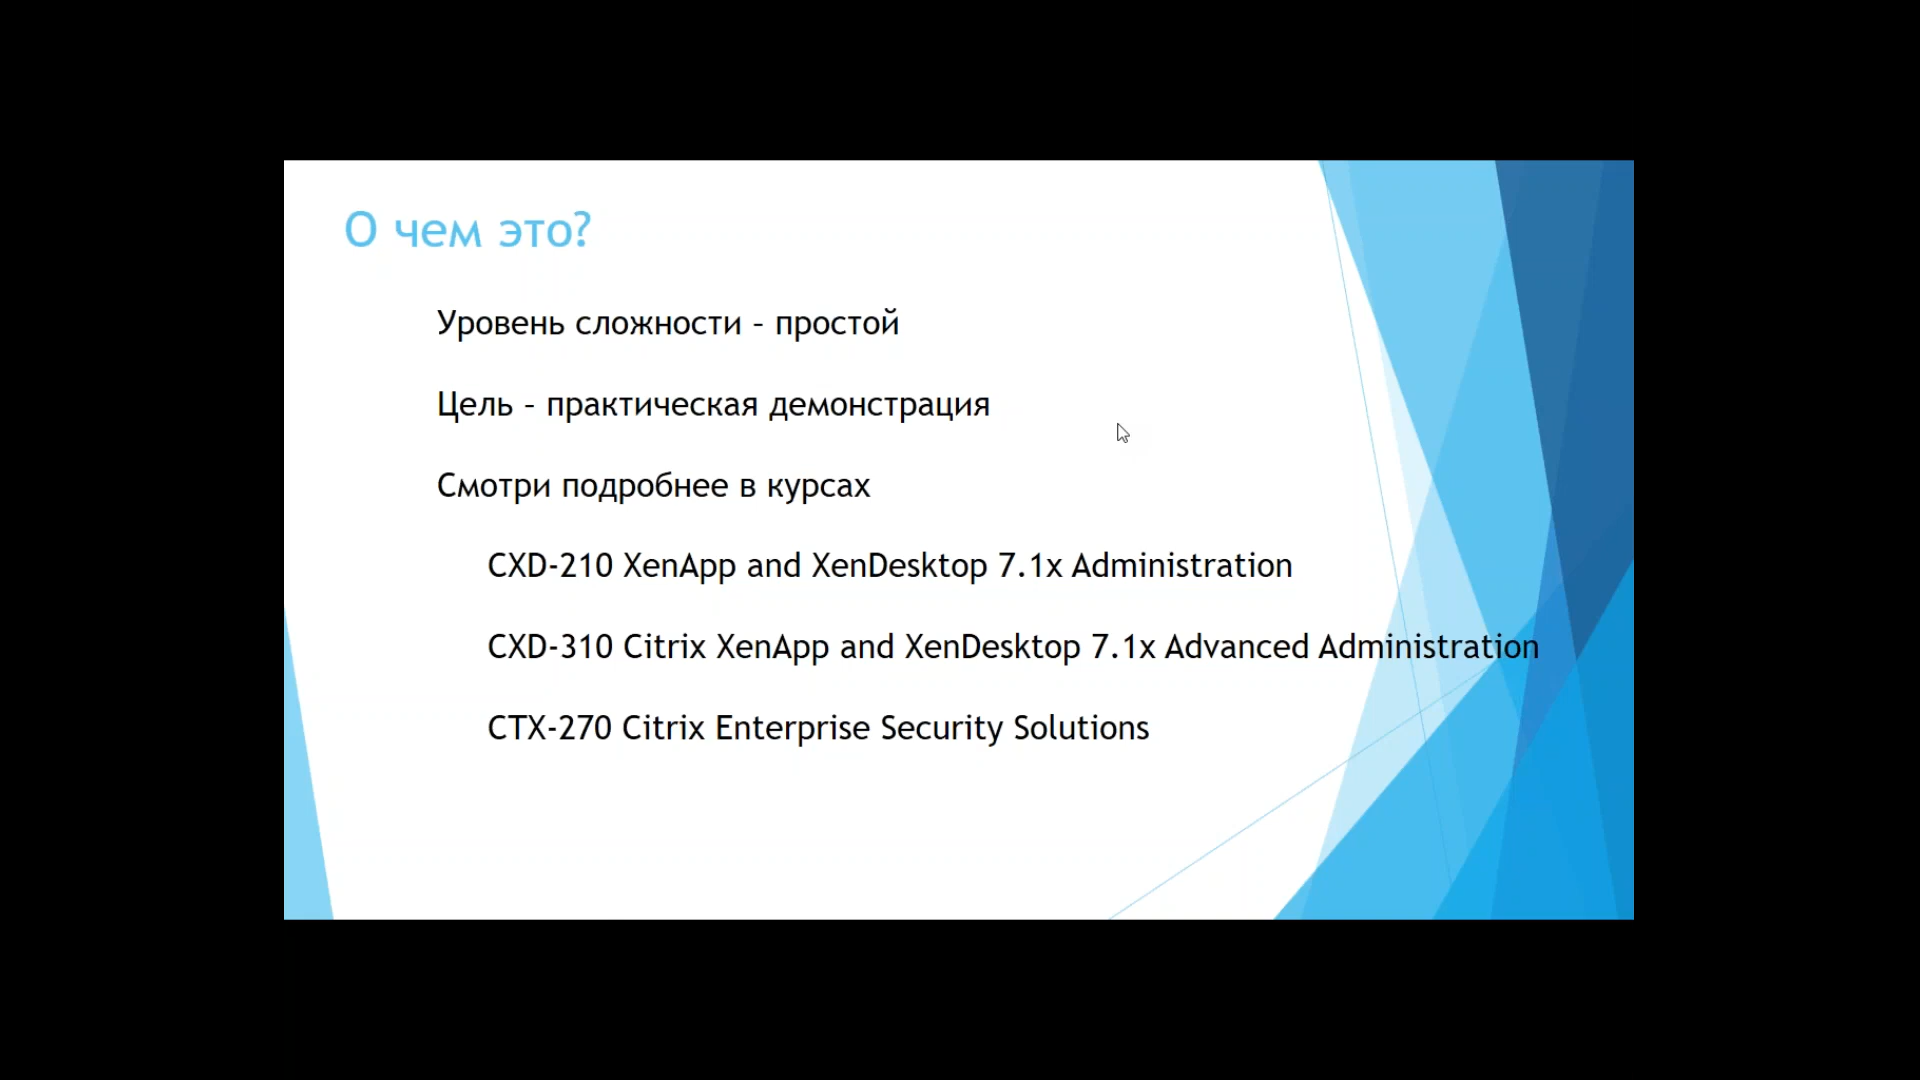 О чем это?
Уровень сложности – простой
Цель – практическая демонстрация
Смотри подробнее в курсах
CXD-210 XenApp and XenDesktop 7.1x Administration
CXD-310 Citrix XenApp and XenDesktop 7.1x Advanced Administration
CTX-270 Citrix Enterprise Security Solutions